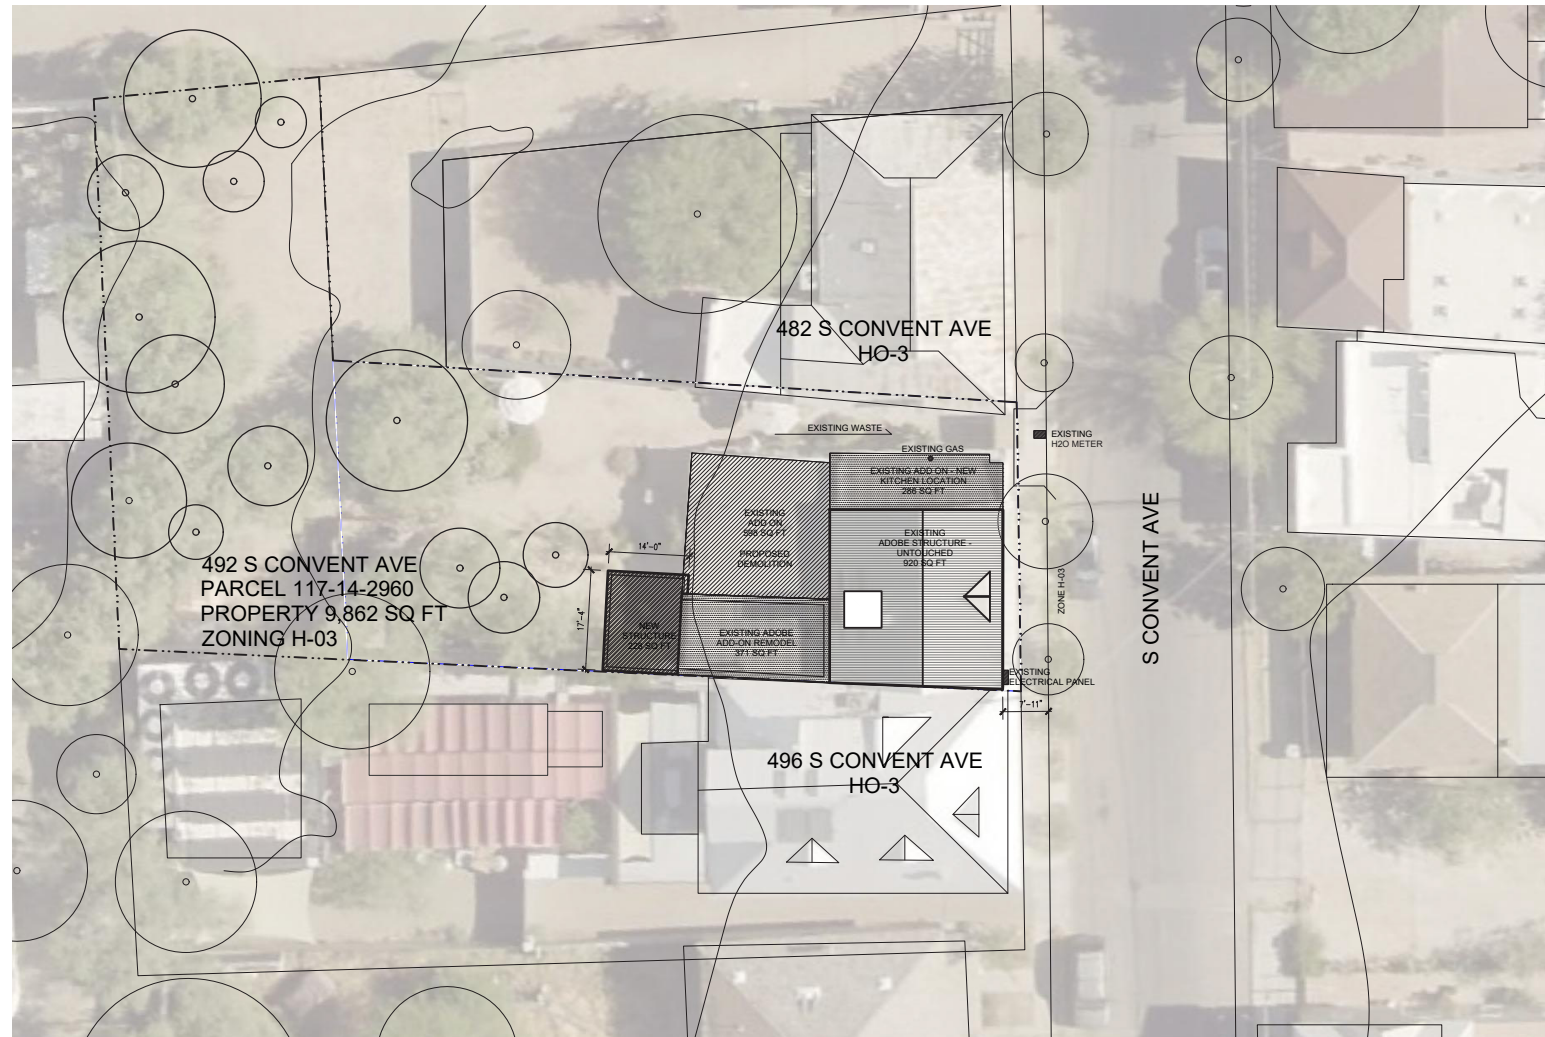 482 S CONVENT AVE
HO-3
EXISTING WASTE
EXISTING GAS
EXISTING
H2O METER
EXISTING ADD ON - NEW
KITCHEN LOCATION
286 SQ FT
EXISTING
ADD ON
598 SQ FT
PROPOSED
DEMOLITION
EXISTING
ADOBE STRUCTURE -
UNTOUCHED
920 SQ FT
14'-0"
17'-4"
492 S CONVENT AVE
PARCEL 117-14-2960
PROPERTY 9,862 SQ FT
ZONING H-03
NEW
STRUCTURE
228 SQ FT
EXISTING ADOBE
ADD-ON REMODEL
371 SQ FT
ZONE H-03
S CONVENT AVE
EXISTING
ELECTRICAL PANEL
7'-11"
496 S CONVENT AVE
HO-3